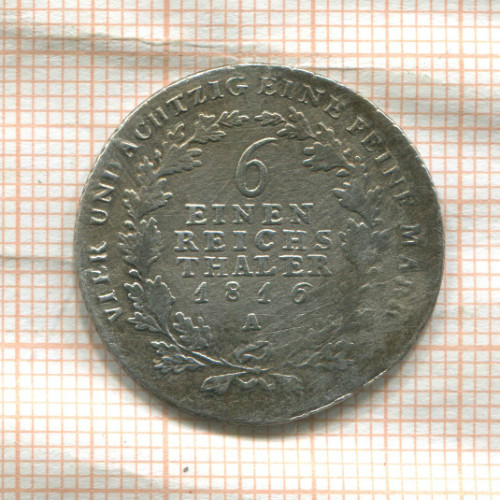 VIER UND ACHTZIG EINE FEINE MARK
6
EINEN
REICHS
THALER
1816
A